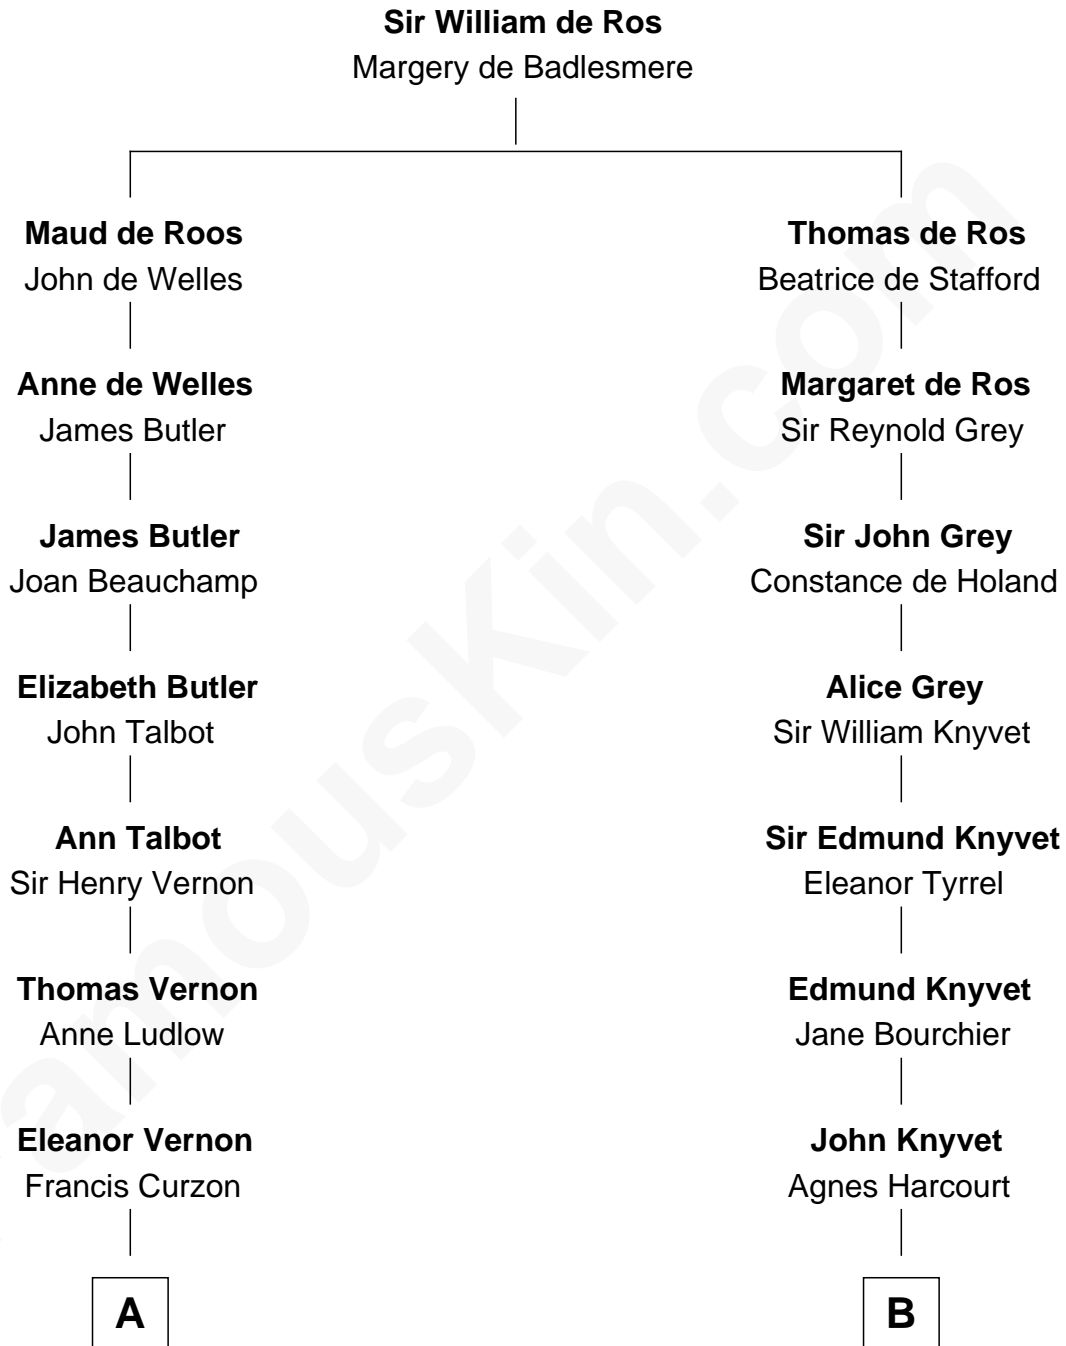 Sir William de Ros
Margery de Badlesmere
Maud de Roos
John de Welles
Anne de Welles
James Butler
James Butler
Joan Beauchamp
Elizabeth Butler
John Talbot
Ann Talbot
Sir Henry Vernon
Thomas Vernon
Anne Ludlow
Eleanor Vernon
Francis Curzon
A
Thomas de Ros
Beatrice de Stafford
Margaret de Ros
Sir Reynold Grey
Sir John Grey
Constance de Holand
Alice Grey
Sir William Knyvet
Sir Edmund Knyvet
Eleanor Tyrrel
Edmund Knyvet
Jane Bourchier
John Knyvet
Agnes Harcourt
B
amouskin.com